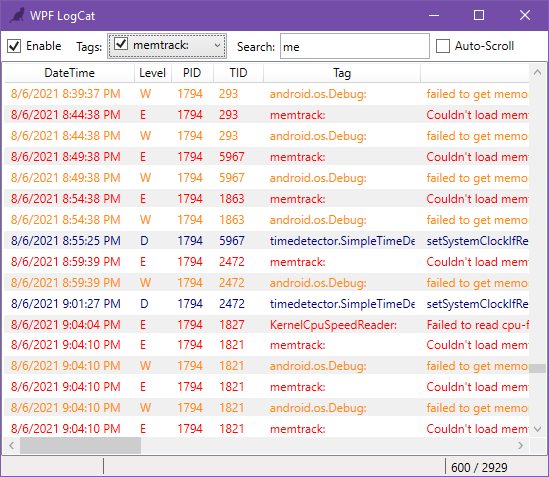 WPF LogCat
Enable Tags: memtrack: Search: me Auto-Scroll
DateTime Level PID TID Tag
8/6/2021 8:39:37 PM W 1794 293 android.os.Debug: failed to get memo
8/6/2021 8:44:38 PM E 1794 293 memtrack: Couldn't load mem
8/6/2021 8:44:38 PM W 1794 293 android.os.Debug: failed to get memo
8/6/2021 8:49:38 PM E 1794 5967 memtrack: Couldn't load mem
8/6/2021 8:49:38 PM W 1794 5967 android.os.Debug: failed to get memo
8/6/2021 8:54:38 PM E 1794 1863 memtrack: Couldn't load mem
8/6/2021 8:54:38 PM W 1794 1863 android.os.Debug: failed to get memo
8/6/2021 8:55:25 PM D 1794 5967 timedetector.SimpleTimeDe setSystemClockIfRe
8/6/2021 8:59:39 PM E 1794 2472 memtrack: Couldn't load mem
8/6/2021 8:59:39 PM W 1794 2472 android.os.Debug: failed to get memo
8/6/2021 9:01:27 PM D 1794 2472 timedetector.SimpleTimeDe setSystemClockIfRe
8/6/2021 9:04:04 PM E 1794 1827 KernelCpuSpeedReader: Failed to read cpu-f
8/6/2021 9:04:10 PM E 1794 1821 memtrack: Couldn't load mem
8/6/2021 9:04:10 PM W 1794 1821 android.os.Debug: failed to get memo
8/6/2021 9:04:10 PM E 1794 1821 memtrack: Couldn't load mem
8/6/2021 9:04:10 PM W 1794 1821 android.os.Debug: failed to get memo
8/6/2021 9:04:10 PM E 1794 1821 memtrack: Couldn't load mem
600 / 2929